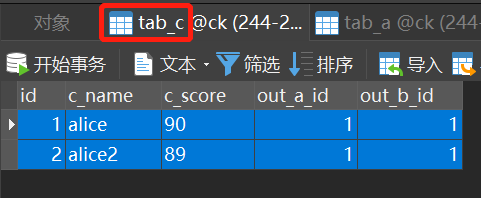 对象 tab_c @ck (244-2... tab_a @ck (244-
开始事务 文本 筛选 排序 导入
id c_name c_score out_a_id out_b_id
1 alice 90 1 1
2 alice2 89 1 1